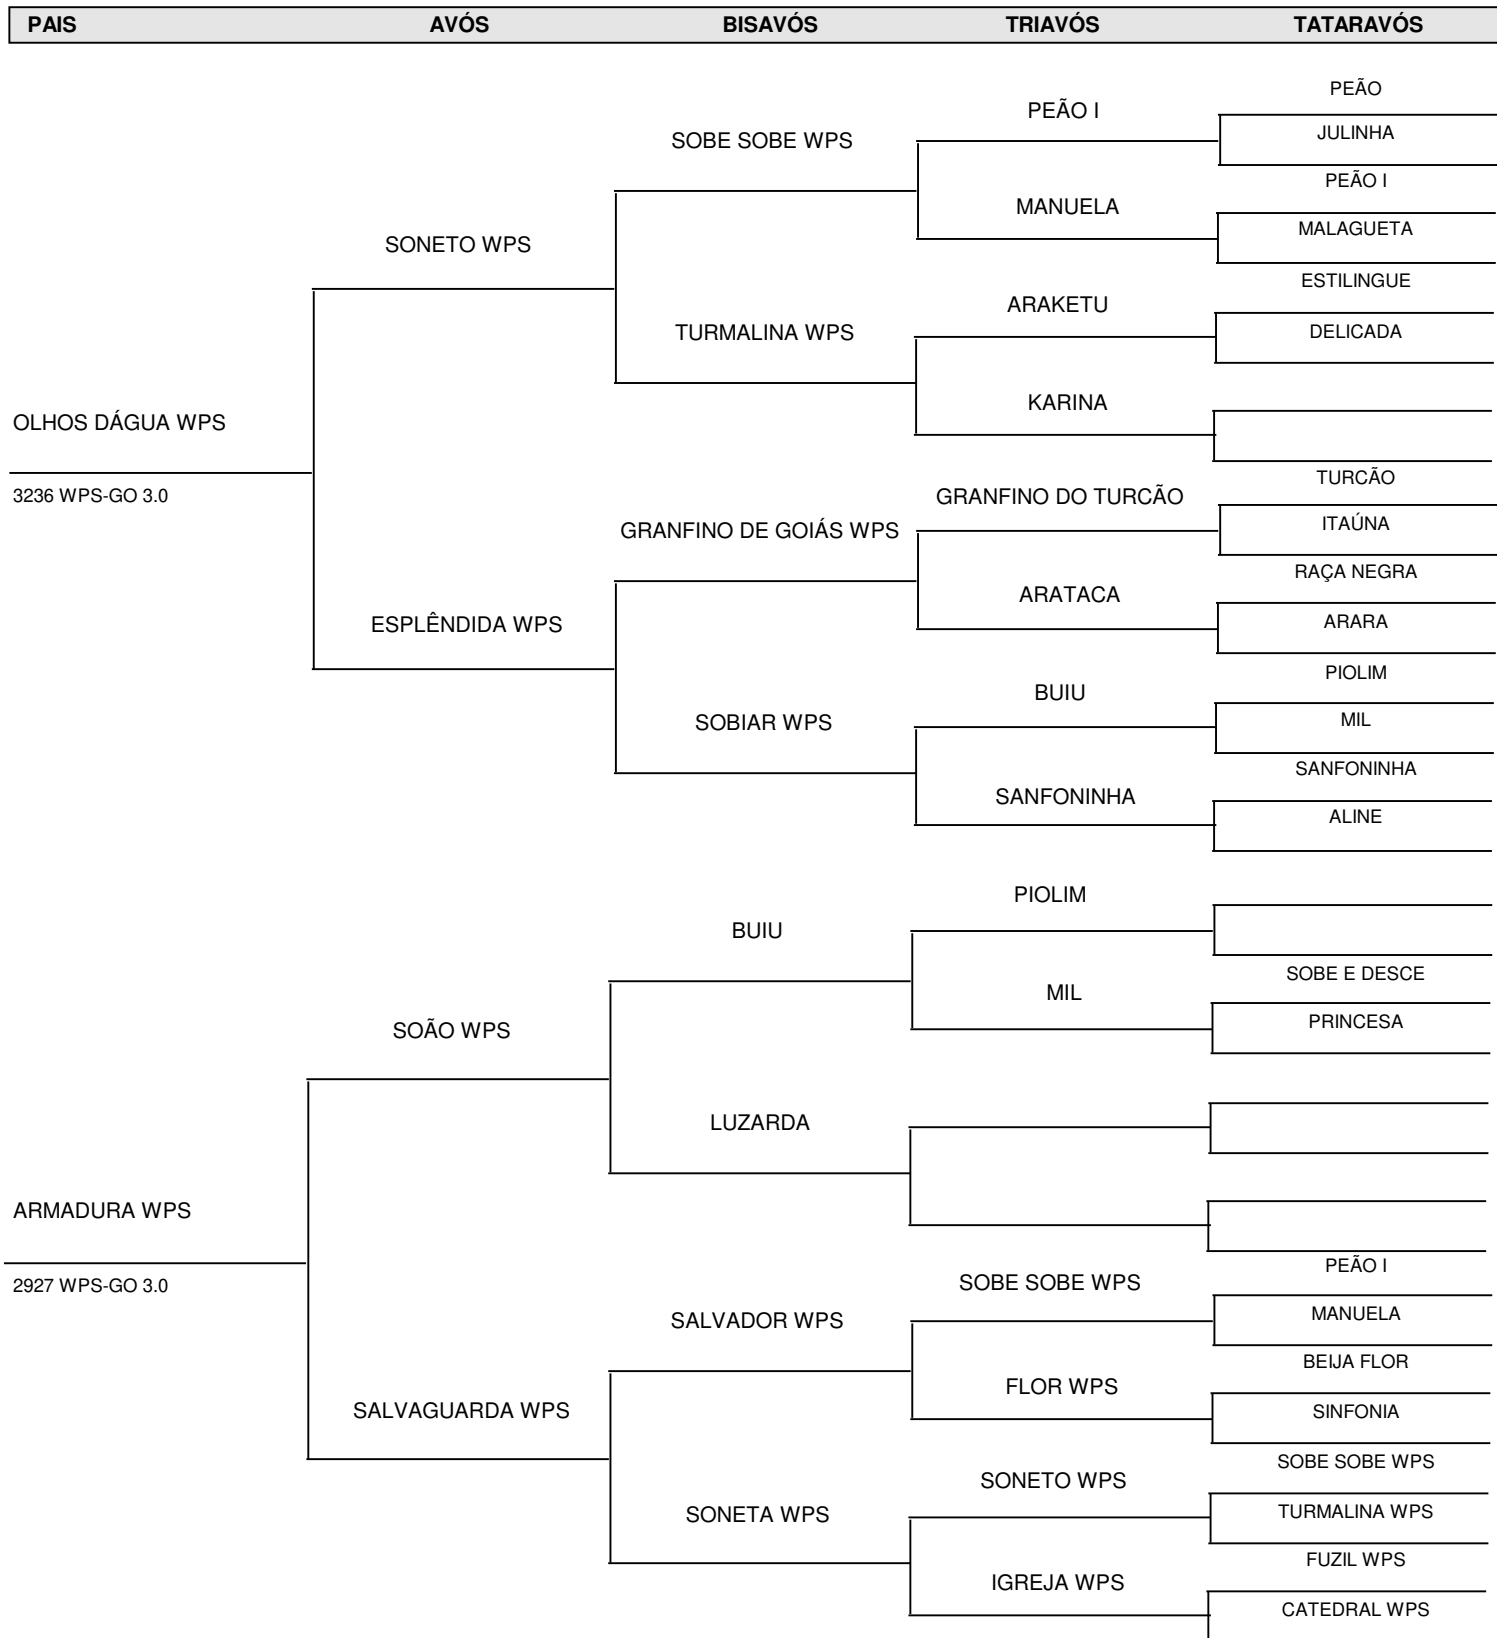 PAIS AVÓS BISAVÓS TRIAVÓS TATARAVÓS
PEÃO
PEÃO I
JULINHA
SOBE SOBE WPS
PEÃO I
MANUELA
MALAGUETA
SONETO WPS
ESTILINGUE
ARAKETU
TURMALINA WPS
DELICADA
KARINA
OLHOS DÁGUA WPS
3236 WPS-GO 3.0
TURCÃO
GRANFINO DO TURCÃO
GRANFINO DE GOIÁS WPS
ITAÚNA
RAÇA NEGRA
ARATACA
ESPLÊNDIDA WPS
ARARA
PIOLIM
BUIU
SOBIAR WPS
MIL
SANFONINHA
SANFONINHA
ALINE
PIOLIM
BUIU
SOBE E DESCE
MIL
PRINCESA
SOÃO WPS
LUZARDA
ARMADURA WPS
2927 WPS-GO 3.0
PEÃO I
SOBE SOBE WPS
SALVADOR WPS
MANUELA
BEIJA FLOR
FLOR WPS
SALVAGUARDA WPS
SINFONIA
SOBE SOBE WPS
SONETO WPS
SONETA WPS
TURMALINA WPS
FUZIL WPS
IGREJA WPS
CATEDRAL WPS